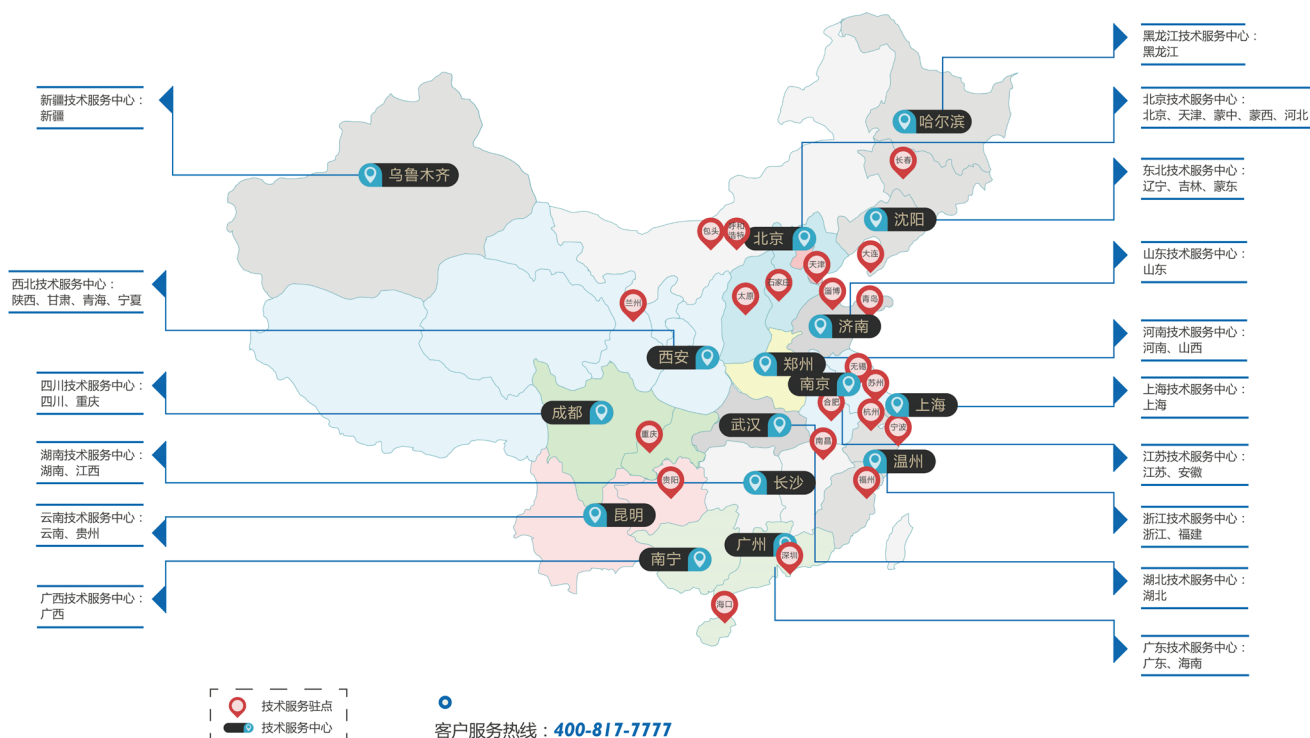 黑龙江技术服务中心：
黑龙江
新疆技术服务中心：
新疆
北京技术服务中心：
北京、天津、蒙中、蒙西、河北
哈尔滨
长春
乌鲁木齐
东北技术服务中心：
辽宁、吉林、蒙东
沈阳
包头
呼和
浩特
北京
大连
天津
山东技术服务中心：
山东
西北技术服务中心：
陕西、甘肃、青海、宁夏
兰州
太原
石家庄
淄博
青岛
济南
河南技术服务中心：
河南、山西
西安
郑州
无锡
南京
苏州
四川技术服务中心：
四川、重庆
成都
合肥
杭州
上海
上海技术服务中心：
上海
武汉
宁波
重庆
南昌
湖南技术服务中心：
湖南、江西
江苏技术服务中心：
江苏、安徽
温州
贵阳
长沙
福州
云南技术服务中心：
云南、贵州
昆明
浙江技术服务中心：
浙江、福建
广州
深圳
南宁
湖北技术服务中心：
湖北
广西技术服务中心：
广西
海口
广东技术服务中心：
广东、海南
技术服务驻点
技术服务中心
客户服务热线：400-817-7777